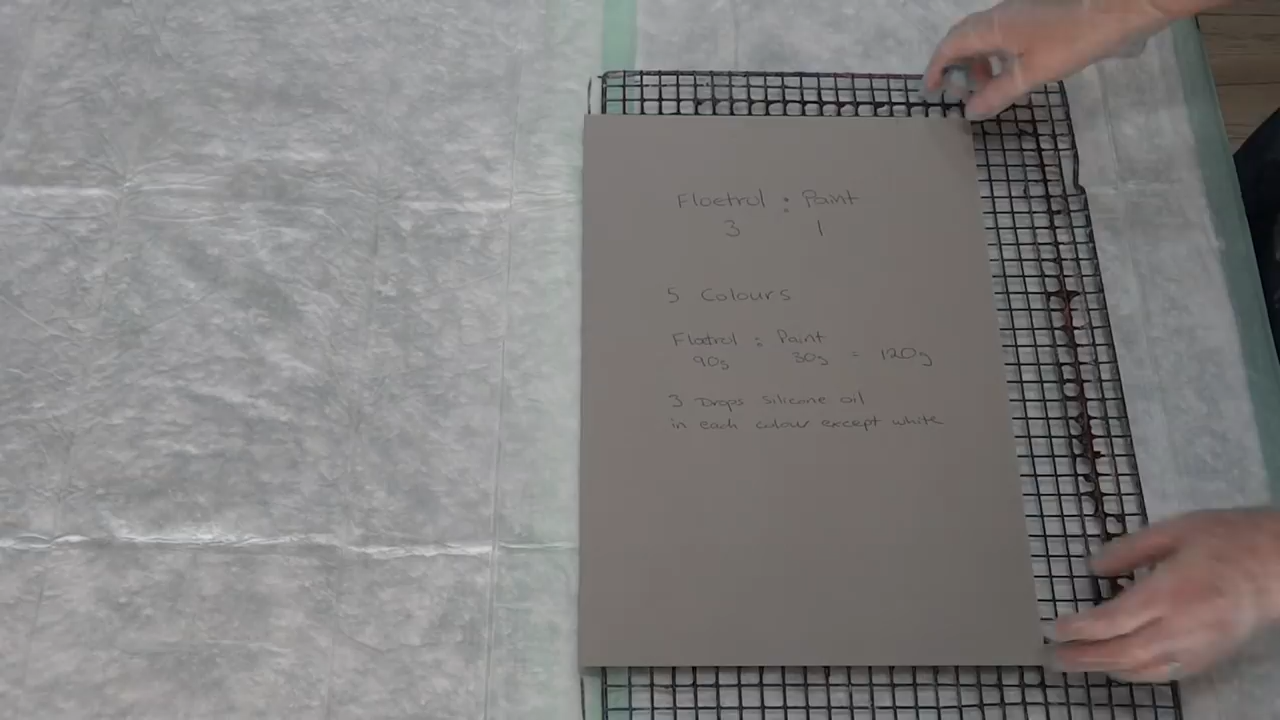 Floetrol : Paint
3 1
5 Colours
Floetrol : Paint
90g 30g = 120g
3 Drops silicone oil
in each colour except white